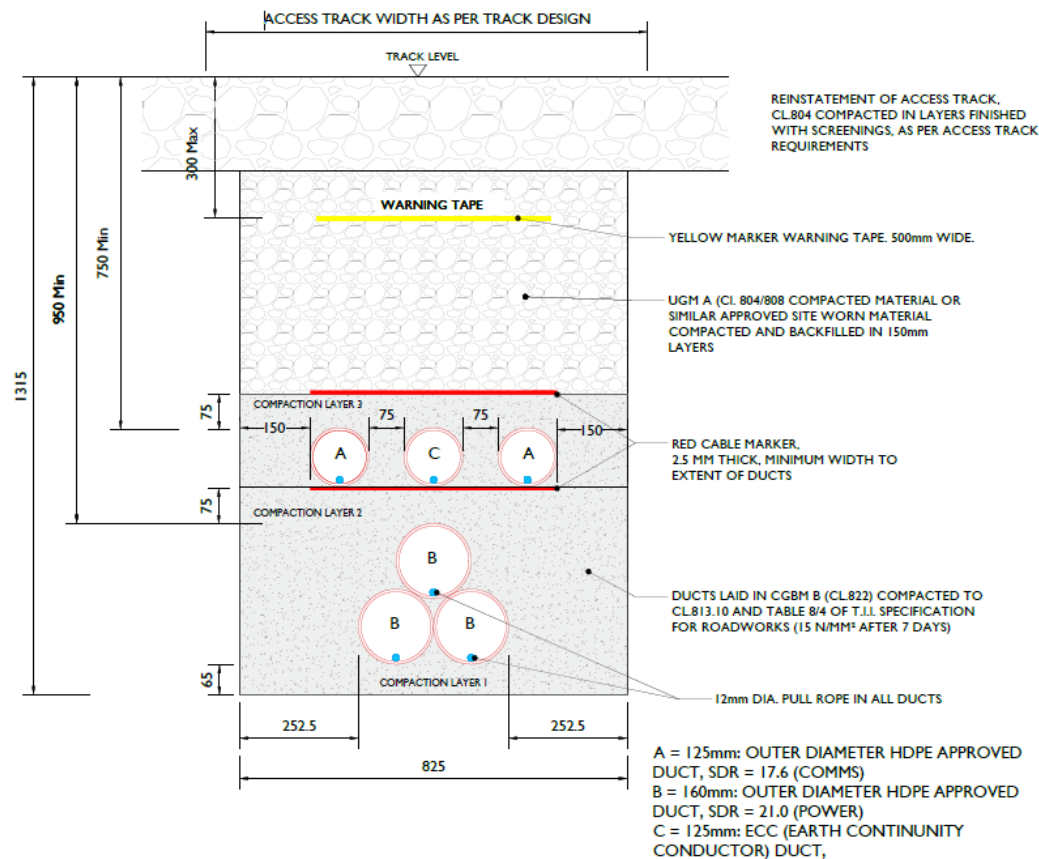 ACCESS TRACK WIDTH AS PER TRACK DESIGN
TRACK LEVEL
REINSTATEMENT OF ACCESS TRACK,
CL.804 COMPACTED IN LAYERS FINISHED
WITH SCREENINGS, AS PER ACCESS TRACK
REQUIREMENTS
300 Max
WARNING TAPE
YELLOW MARKER WARNING TAPE. 500mm WIDE.
750 Min
950 Min
1315
UGM A (Cl. 804/808 COMPACTED MATERIAL OR
SIMILAR APPROVED SITE WORN MATERIAL
COMPACTED AND BACKFILLED IN 150mm
LAYERS
75
COMPACTION LAYER 3
150
75
75
150
A
C
A
RED CABLE MARKER,
2.5 MM THICK, MINIMUM WIDTH TO
EXTENT OF DUCTS
75
COMPACTION LAYER 2
B
B
B
DUCTS LAID IN CGBM B (CL.822) COMPACTED TO
CL.813.10 AND TABLE 8/4 OF T.I.I. SPECIFICATION
FOR ROADWORKS (15 N/MM² AFTER 7 DAYS)
65
COMPACTION LAYER 1
12mm DIA. PULL ROPE IN ALL DUCTS
252.5
252.5
825
A = 125mm: OUTER DIAMETER HDPE APPROVED
DUCT, SDR = 17.6 (COMMS)
B = 160mm: OUTER DIAMETER HDPE APPROVED
DUCT, SDR = 21.0 (POWER)
C = 125mm: ECC (EARTH CONTINUNITY
CONDUCTOR) DUCT,